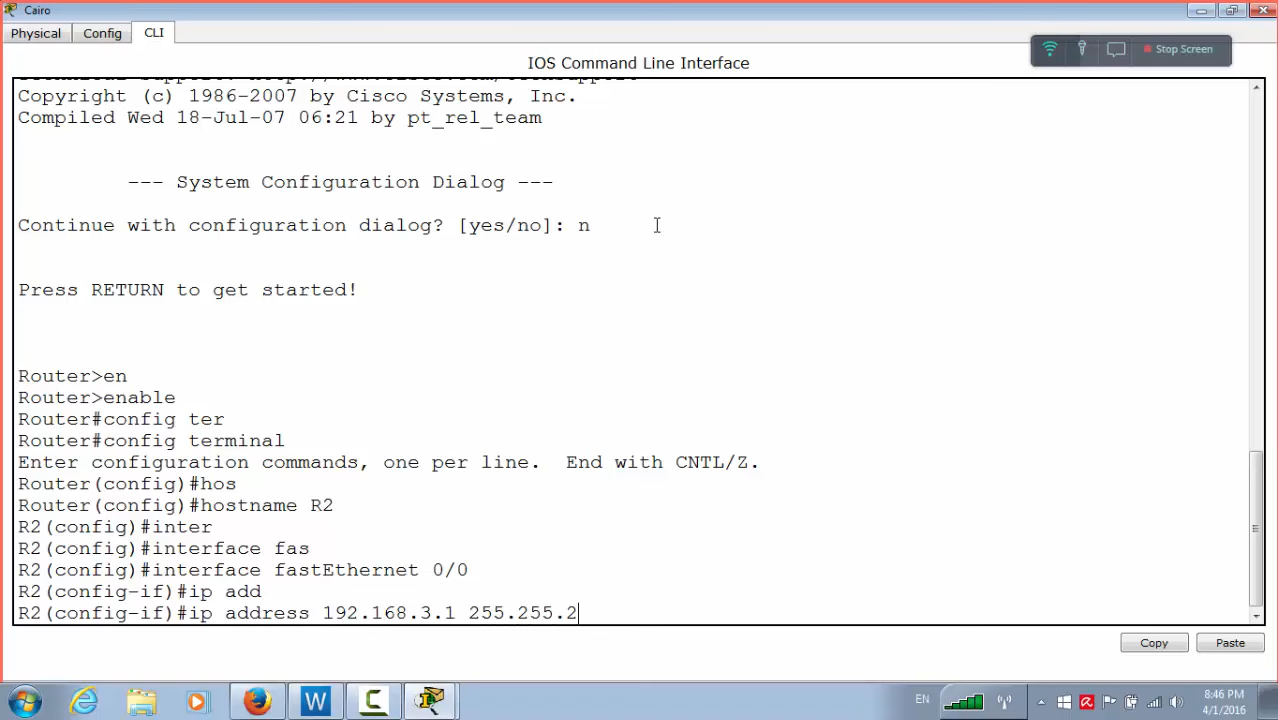 Cairo
Physical Config CLI
Stop Screen
IOS Command Line Interface
Copyright (c) 1986-2007 by Cisco Systems, Inc.
Compiled Wed 18-Jul-07 06:21 by pt_rel_team
--- System Configuration Dialog ---
Continue with configuration dialog? [yes/no]: n
Press RETURN to get started!
Router>en
Router>enable
Router#config ter
Router#config terminal
Enter configuration commands, one per line.  End with CNTL/Z.
Router(config)#hos
Router(config)#hostname R2
R2(config)#inter
R2(config)#interface fas
R2(config)#interface fastEthernet 0/0
R2(config-if)#ip add
R2(config-if)#ip address 192.168.3.1 255.255.2
Copy Paste
EN
8:46 PM
4/1/2016